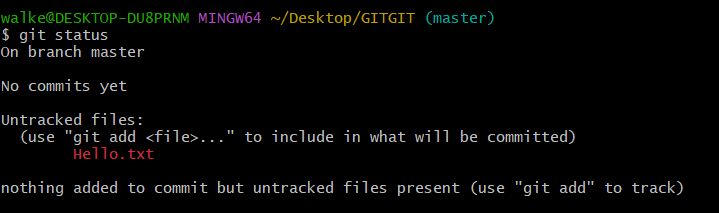 walke@DESKTOP-DU8PRNM MINGW64 ~/Desktop/GITGIT (master)
$ git status
On branch master

No commits yet

Untracked files:
  (use "git add <file>..." to include in what will be committed)
        Hello.txt

nothing added to commit but untracked files present (use "git add" to track)